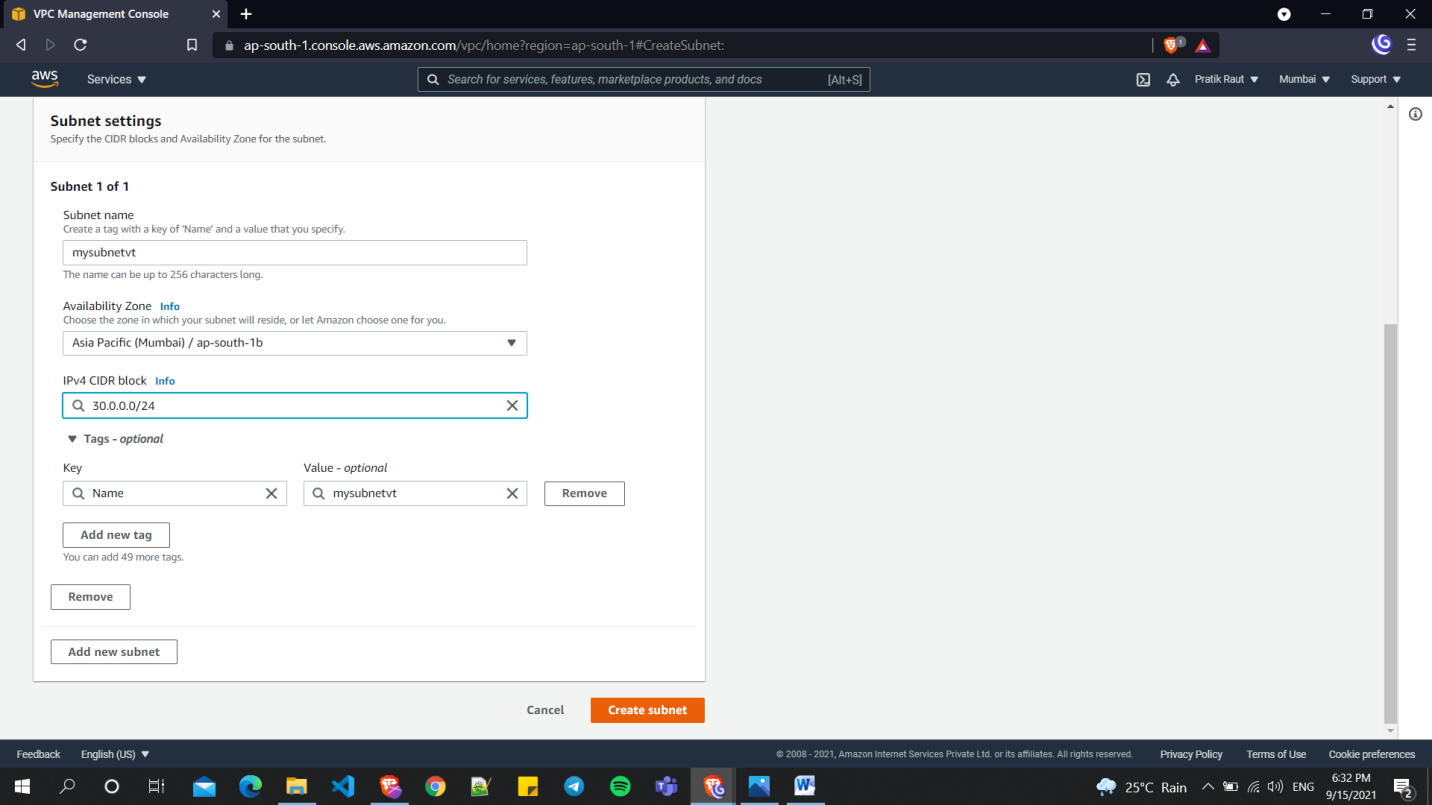 VPC Management Console
ap-south-1.console.aws.amazon.com/vpc/home?region=ap-south-1#CreateSubnet:
1
aws
Services
Search for services, features, marketplace products, and docs
[Alt+S]
Pratik Raut
Mumbai
Support
Subnet settings
Specify the CIDR blocks and Availability Zone for the subnet.
Subnet 1 of 1
Subnet name
Create a tag with a key of 'Name' and a value that you specify.
mysubnetvt
The name can be up to 256 characters long.
Availability Zone Info
Choose the zone in which your subnet will reside, or let Amazon choose one for you.
Asia Pacific (Mumbai) / ap-south-1b
IPv4 CIDR block Info
30.0.0.0/24
Tags - optional
Key
Value - optional
Name
mysubnetvt
Remove
Add new tag
You can add 49 more tags.
Remove
Add new subnet
Cancel
Create subnet
Feedback
English (US)
© 2008 - 2021, Amazon Internet Services Private Ltd. or its affiliates. All rights reserved.
Privacy Policy
Terms of Use
Cookie preferences
25°C Rain
ENG
6:32 PM
9/15/2021
2